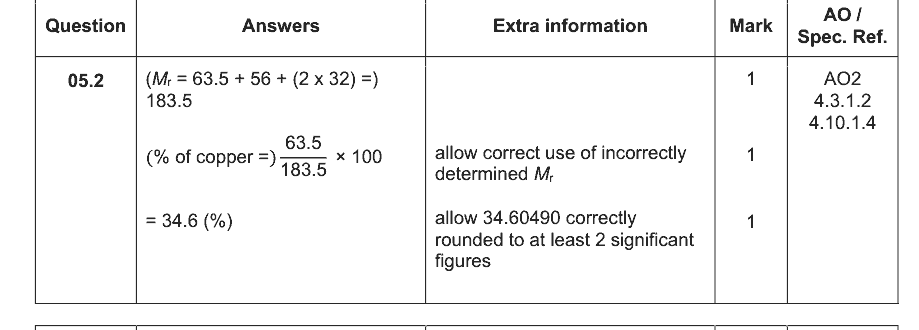 Question Answers Extra information Mark AO / Spec. Ref.
05.2 (Mr = 63.5 + 56 + (2 x 32) =) 1 AO2
183.5 4.3.1.2
4.10.1.4
(% of copper =) 63.5/183.5 × 100 allow correct use of incorrectly 1
determined Mr
= 34.6 (%) allow 34.60490 correctly 1
rounded to at least 2 significant
figures